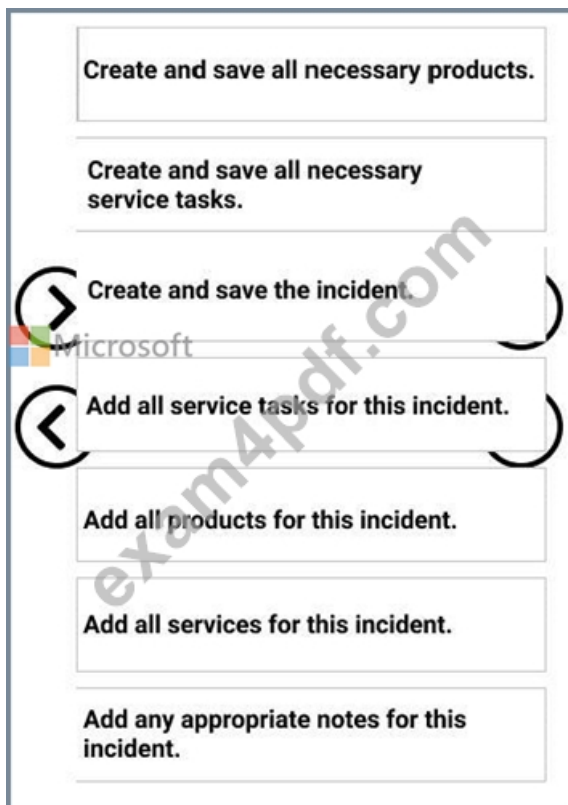 Create and save all necessary products.
Create and save all necessary
service tasks.
Create and save the incident.
Microsoft
Add all service tasks for this incident.
Add all products for this incident.
Add all services for this incident.
Add any appropriate notes for this
incident.
exam4pdf.com